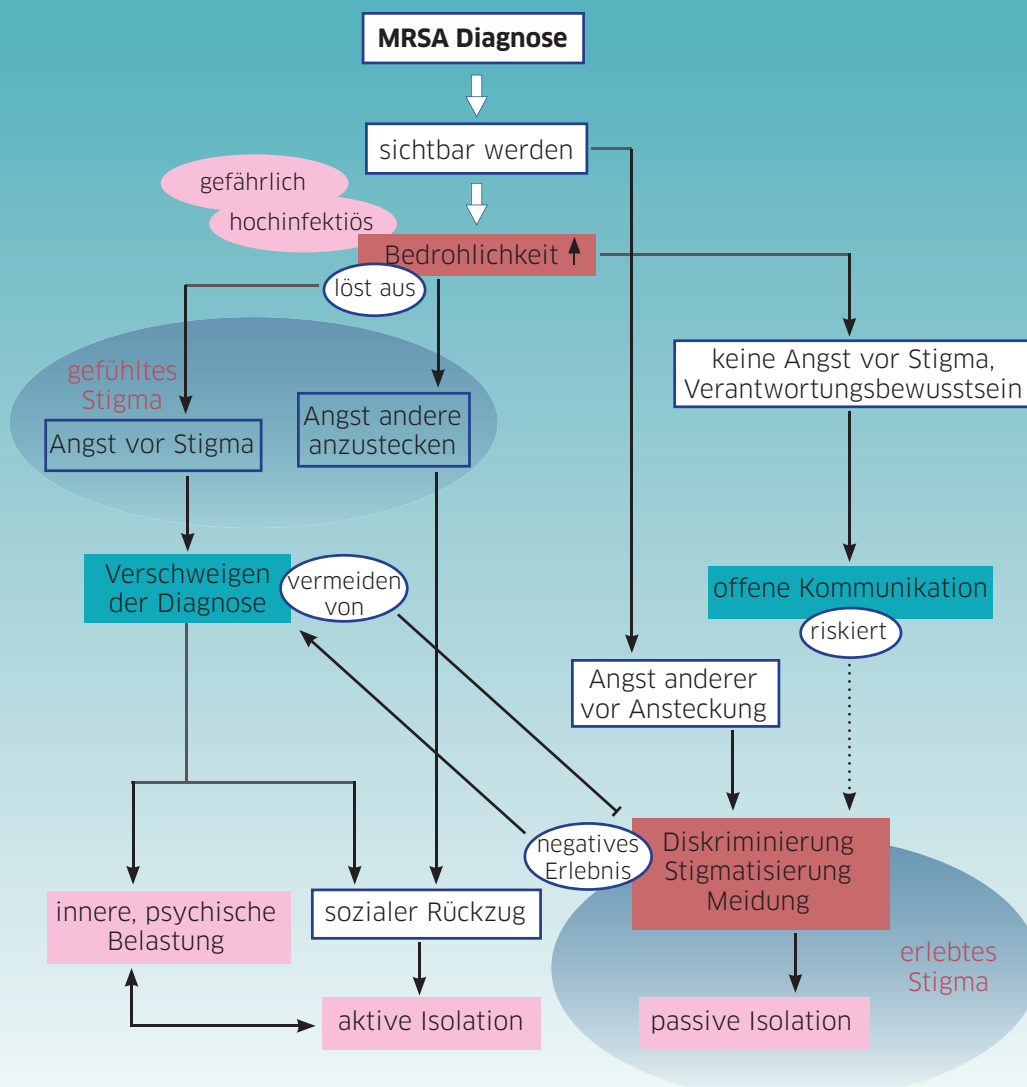 MRSA Diagnose
sichtbar werden
gefährlich
hochinfektiös
Bedrohlichkeit
löst aus
gefühltes
Stigma
Angst vor Stigma
Angst andere
anzustecken
keine Angst vor Stigma,
Verantwortungsbewusstsein
Verschweigen
der Diagnose
vermeiden
von
offene Kommunikation
riskiert
Angst anderer
vor Ansteckung
negatives
Erlebnis
Diskriminierung
Stigmatisierung
Meidung
innere, psychische
Belastung
sozialer Rückzug
erlebtes
Stigma
aktive Isolation
passive Isolation